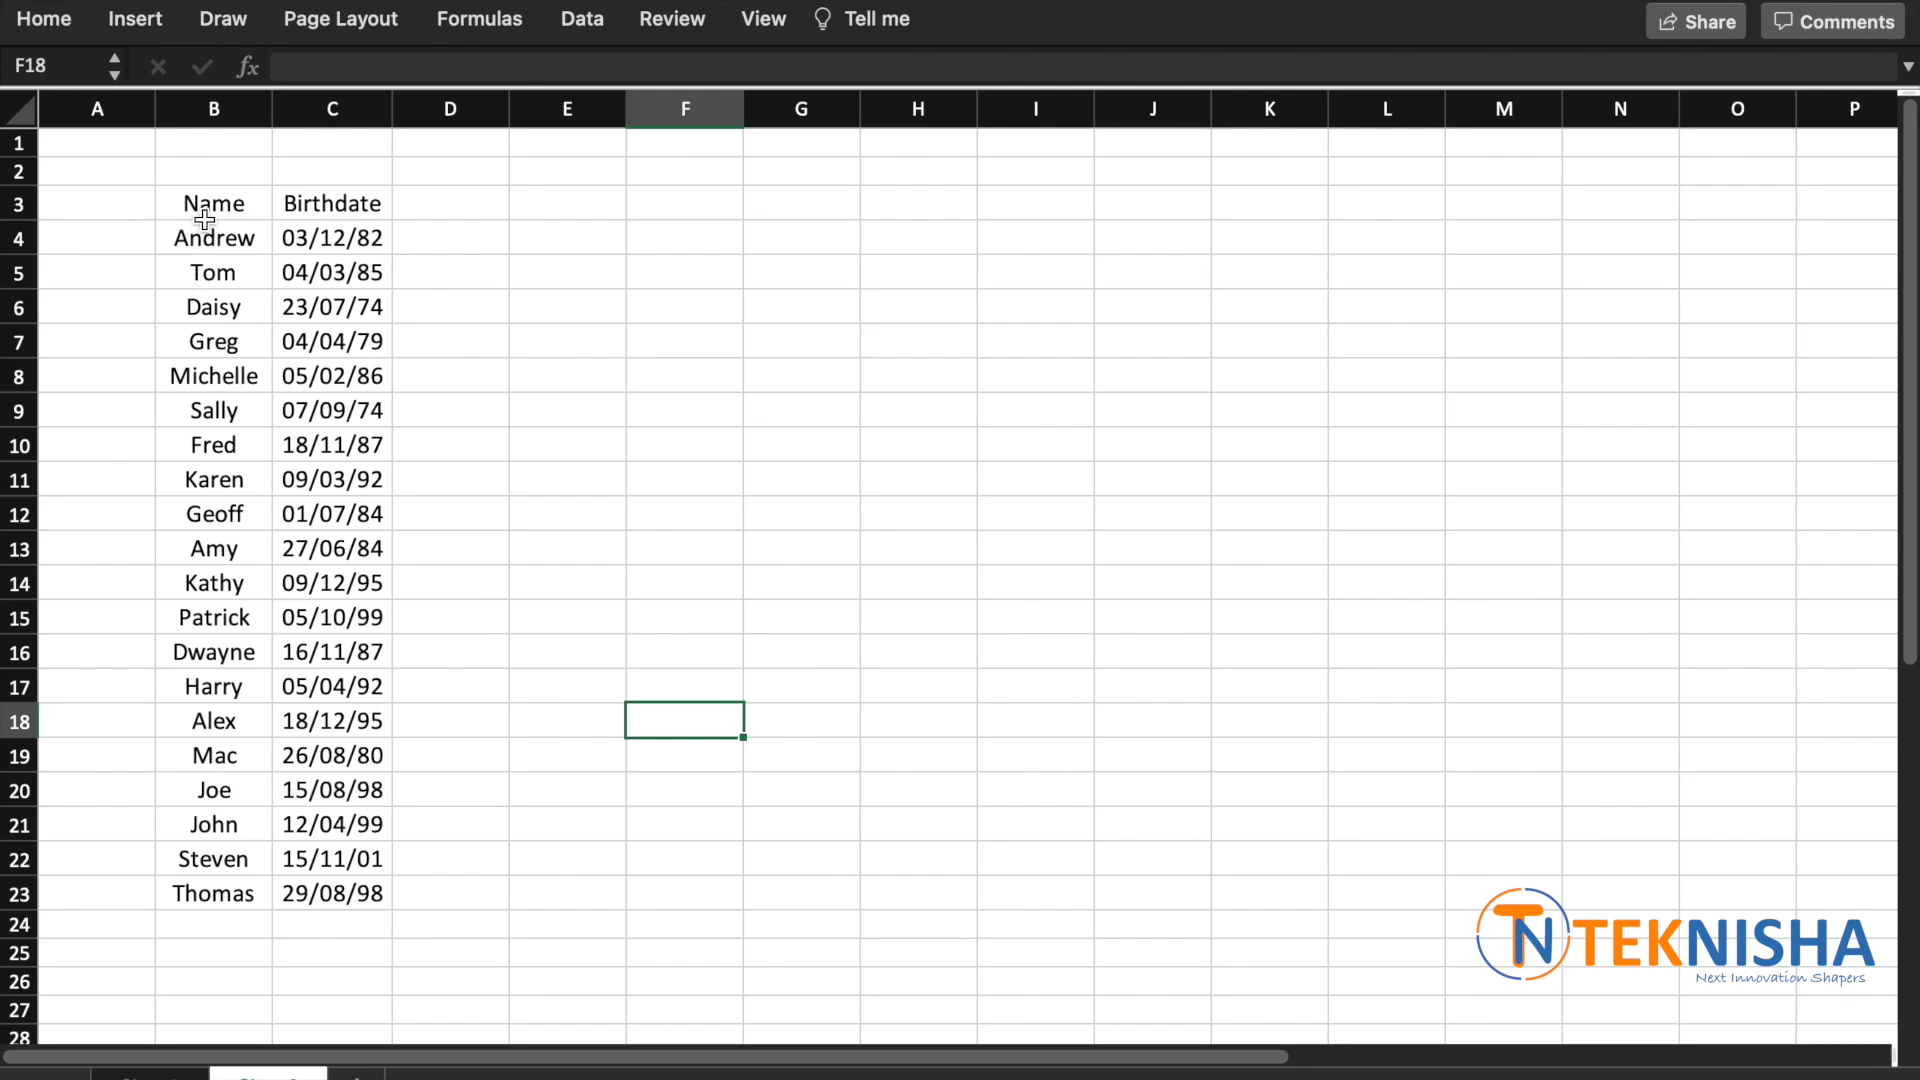 Home Insert Draw Page Layout Formulas Data Review View Tell me Share Comments
F18 fx
A B C D E F G H I J K L M N O P
1
2
3 Name Birthdate
4 Andrew 03/12/82
5 Tom 04/03/85
6 Daisy 23/07/74
7 Greg 04/04/79
8 Michelle 05/02/86
9 Sally 07/09/74
10 Fred 18/11/87
11 Karen 09/03/92
12 Geoff 01/07/84
13 Amy 27/06/84
14 Kathy 09/12/95
15 Patrick 05/10/99
16 Dwayne 16/11/87
17 Harry 05/04/92
18 Alex 18/12/95
19 Mac 26/08/80
20 Joe 15/08/98
21 John 12/04/99
22 Steven 15/11/01
23 Thomas 29/08/98
24
25
26
27
28
TN TEKNISHA
Next Innovation Shapers